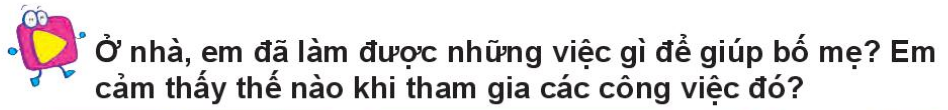 Ở nhà, em đã làm được những việc gì để giúp bố mẹ? Em
cảm thấy thế nào khi tham gia các công việc đó?